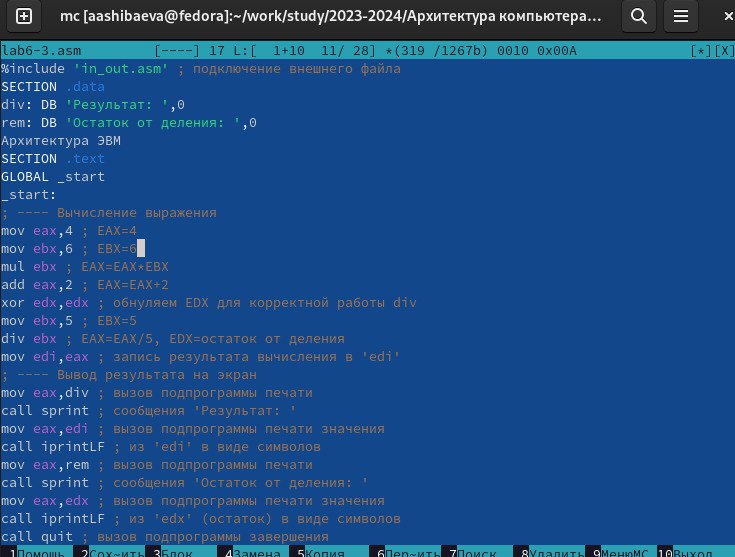 mc [aashibaeva@fedora]:~/work/study/2023-2024/Архитектура компьютера...
lab6-3.asm [----] 17 L:[ 1+10 11/ 28] *(319 /1267b) 0010 0x00A [*][X]
%include 'in_out.asm' ; подключение внешнего файла
SECTION .data
div: DB 'Результат: ',0
rem: DB 'Остаток от деления: ',0
Архитектура ЭВМ
SECTION .text
GLOBAL _start
_start:
; ---- Вычисление выражения
mov eax,4 ; EAX=4
mov ebx,6 ; EBX=6
mul ebx ; EAX=EAX*EBX
add eax,2 ; EAX=EAX+2
xor edx,edx ; обнуляем EDX для корректной работы div
mov ebx,5 ; EBX=5
div ebx ; EAX=EAX/5, EDX=остаток от деления
mov edi,eax ; запись результата вычисления в 'edi'
; ---- Вывод результата на экран
mov eax,div ; вызов подпрограммы печати
call sprint ; сообщения 'Результат: '
mov eax,edi ; вызов подпрограммы печати значения
call iprintLF ; из 'edi' в виде символов
mov eax,rem ; вызов подпрограммы печати
call sprint ; сообщения 'Остаток от деления: '
mov eax,edx ; вызов подпрограммы печати значения
call iprintLF ; из 'edx' (остаток) в виде символов
call quit ; вызов подпрограммы завершения
1Помощь 2Сох~ить 3Блок 4Замена 5Копия 6Пер~ить 7Поиск 8Удалить 9МенюМС 10Выход